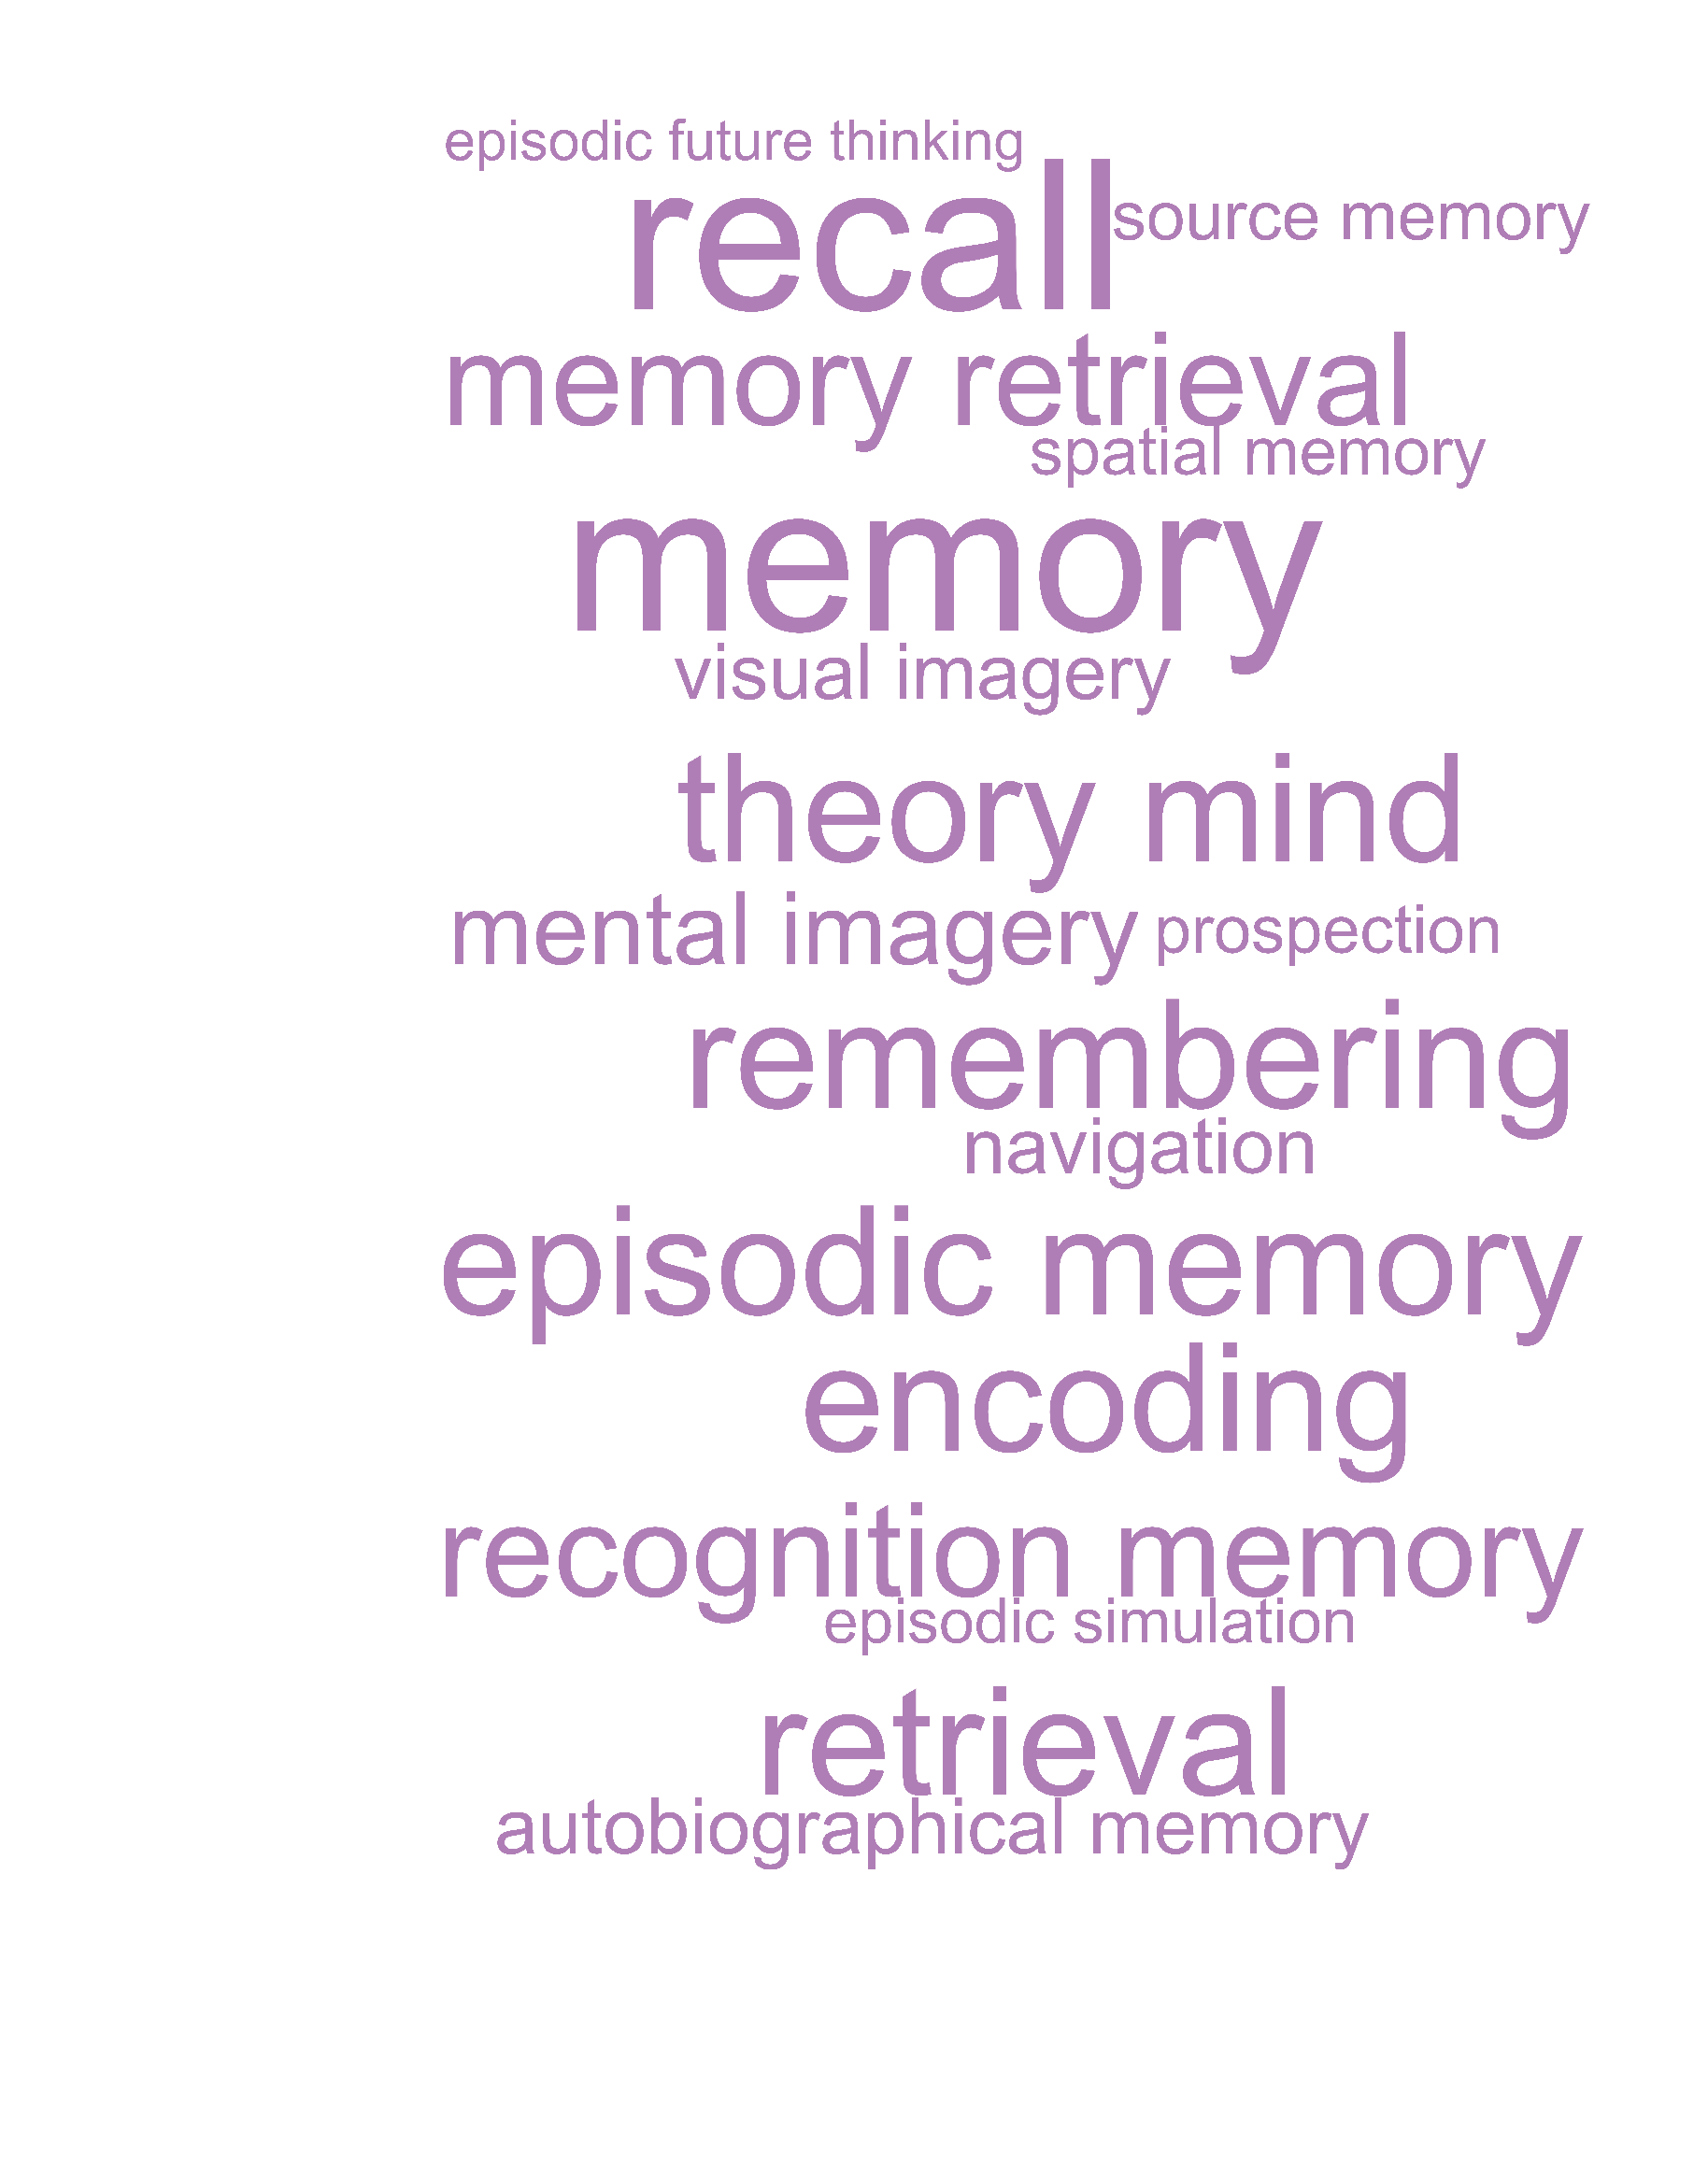 episodic future thinking
recall
source memory
memory retrieval
spatial memory
memory
visual imagery
theory mind
mental imagery
prospection
remembering
navigation
episodic memory
encoding
recognition memory
episodic simulation
retrieval
autobiographical memory